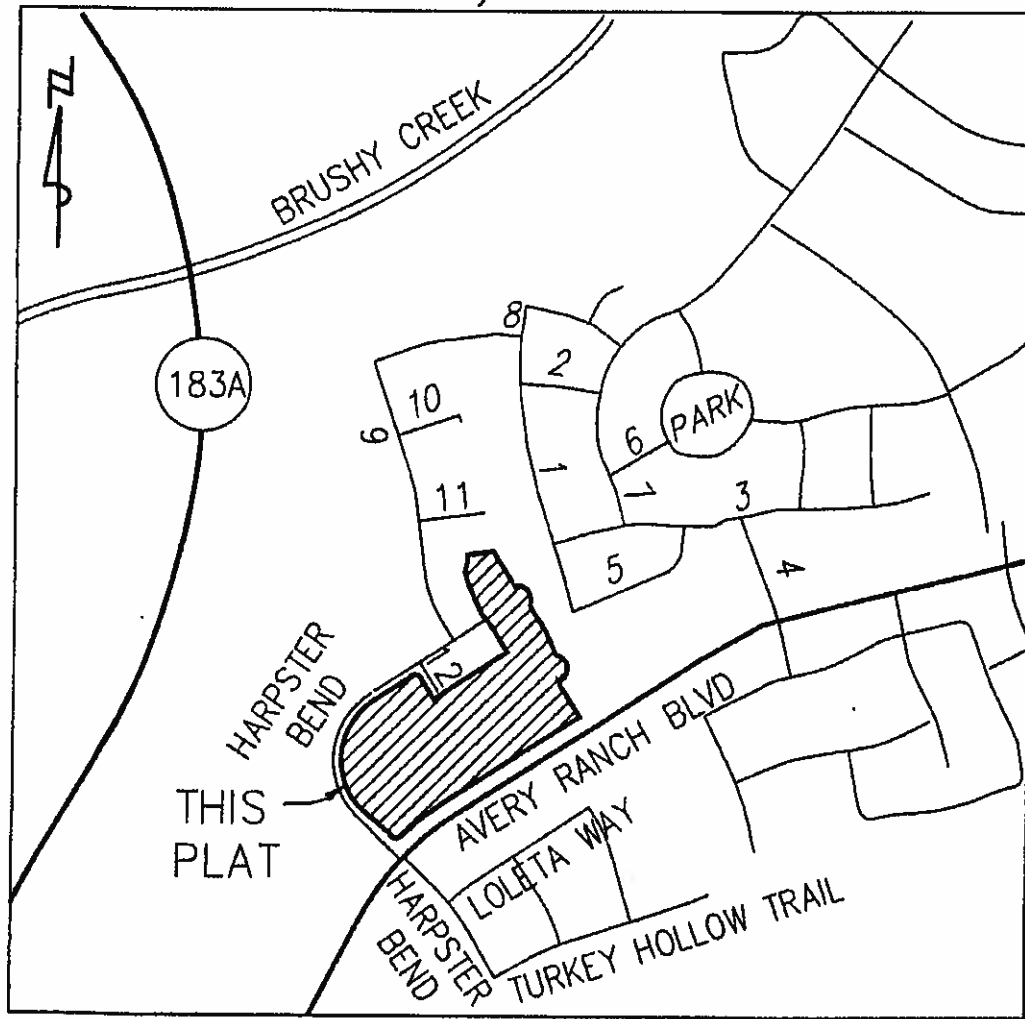 N
BRUSHY CREEK
183A
8
2
10
PARK
9
6
1
7
11
3
5
4
12
HARPSTER
BEND
THIS
PLAT
AVERY RANCH BLVD
LOLETA WAY
HARPSTER
BEND
TURKEY HOLLOW TRAIL